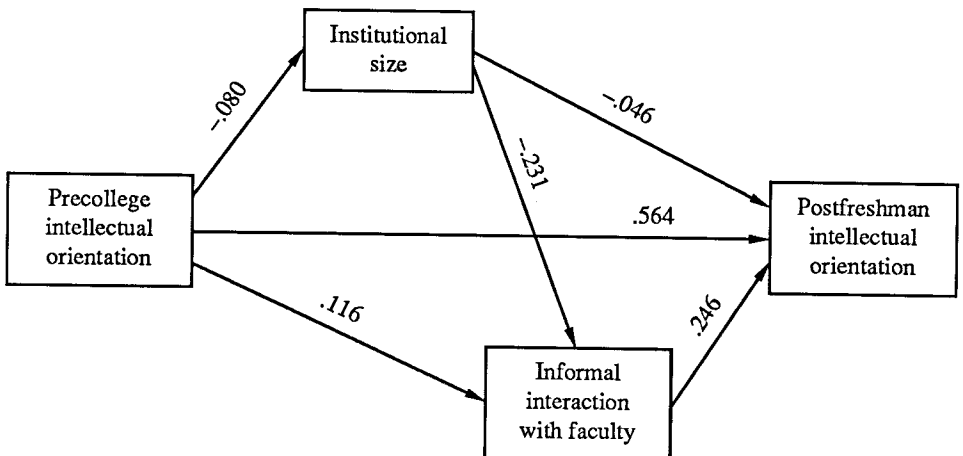 Institutional
size
-.080
-.046
-.231
Precollege
intellectual
orientation
.564
Postfreshman
intellectual
orientation
.116
.246
Informal
interaction
with faculty